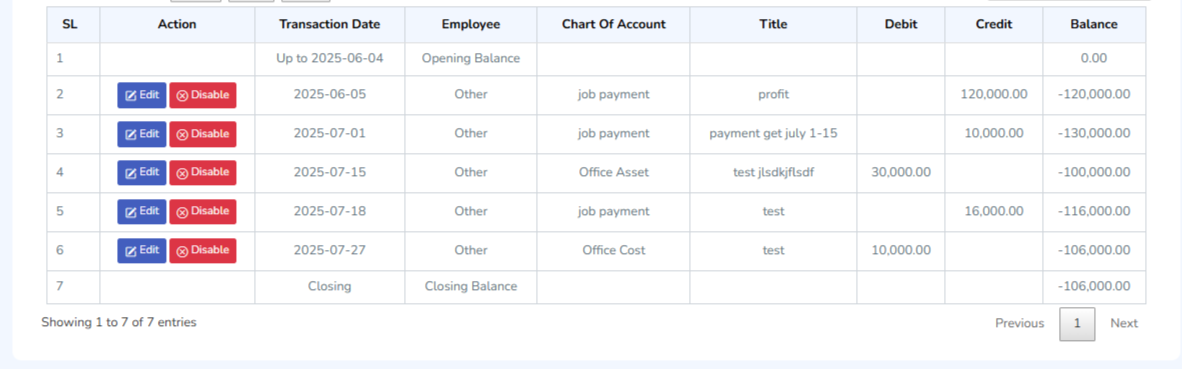 SL Action Transaction Date Employee Chart Of Account Title Debit Credit Balance
1 Up to 2025-06-04 Opening Balance 0.00
2 Edit Disable 2025-06-05 Other job payment profit 120,000.00 -120,000.00
3 Edit Disable 2025-07-01 Other job payment payment get july 1-15 10,000.00 -130,000.00
4 Edit Disable 2025-07-15 Other Office Asset test jlsdkjflsdf 30,000.00 -100,000.00
5 Edit Disable 2025-07-18 Other job payment test 16,000.00 -116,000.00
6 Edit Disable 2025-07-27 Other Office Cost test 10,000.00 -106,000.00
7 Closing Closing Balance -106,000.00
Showing 1 to 7 of 7 entries Previous 1 Next